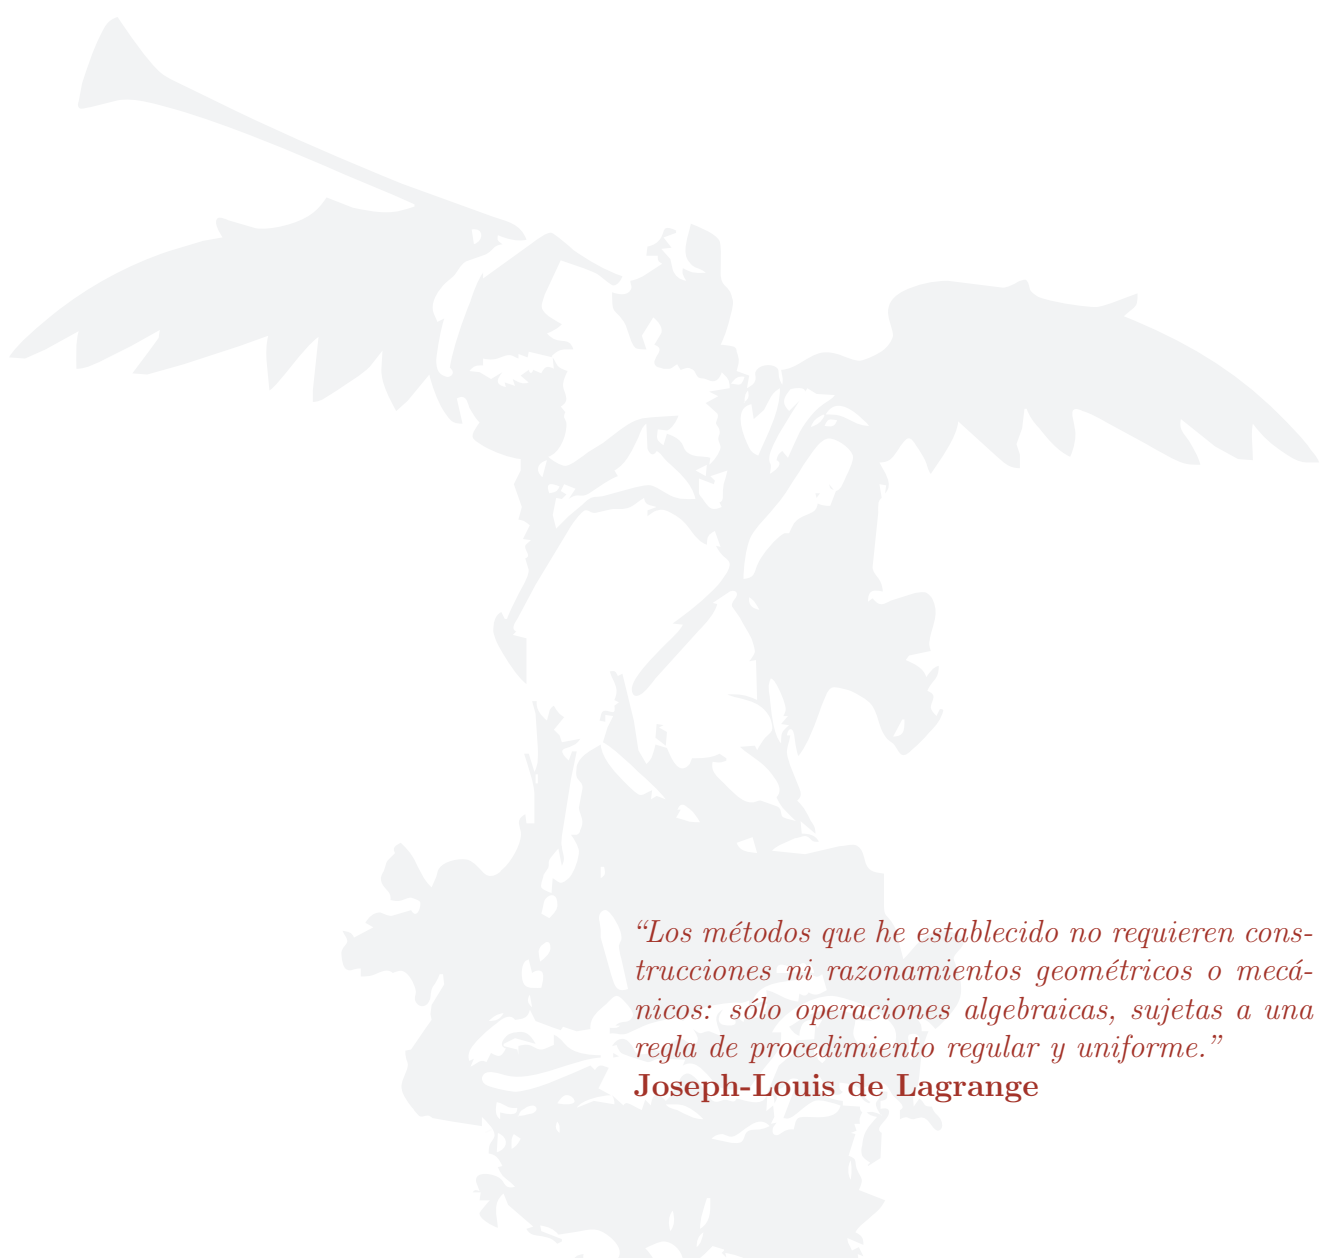 “Los métodos que he establecido no requieren cons-
trucciones ni razonamientos geométricos o mecá-
nicos: sólo operaciones algebraicas, sujetas a una
regla de procedimiento regular y uniforme.”
Joseph-Louis de Lagrange